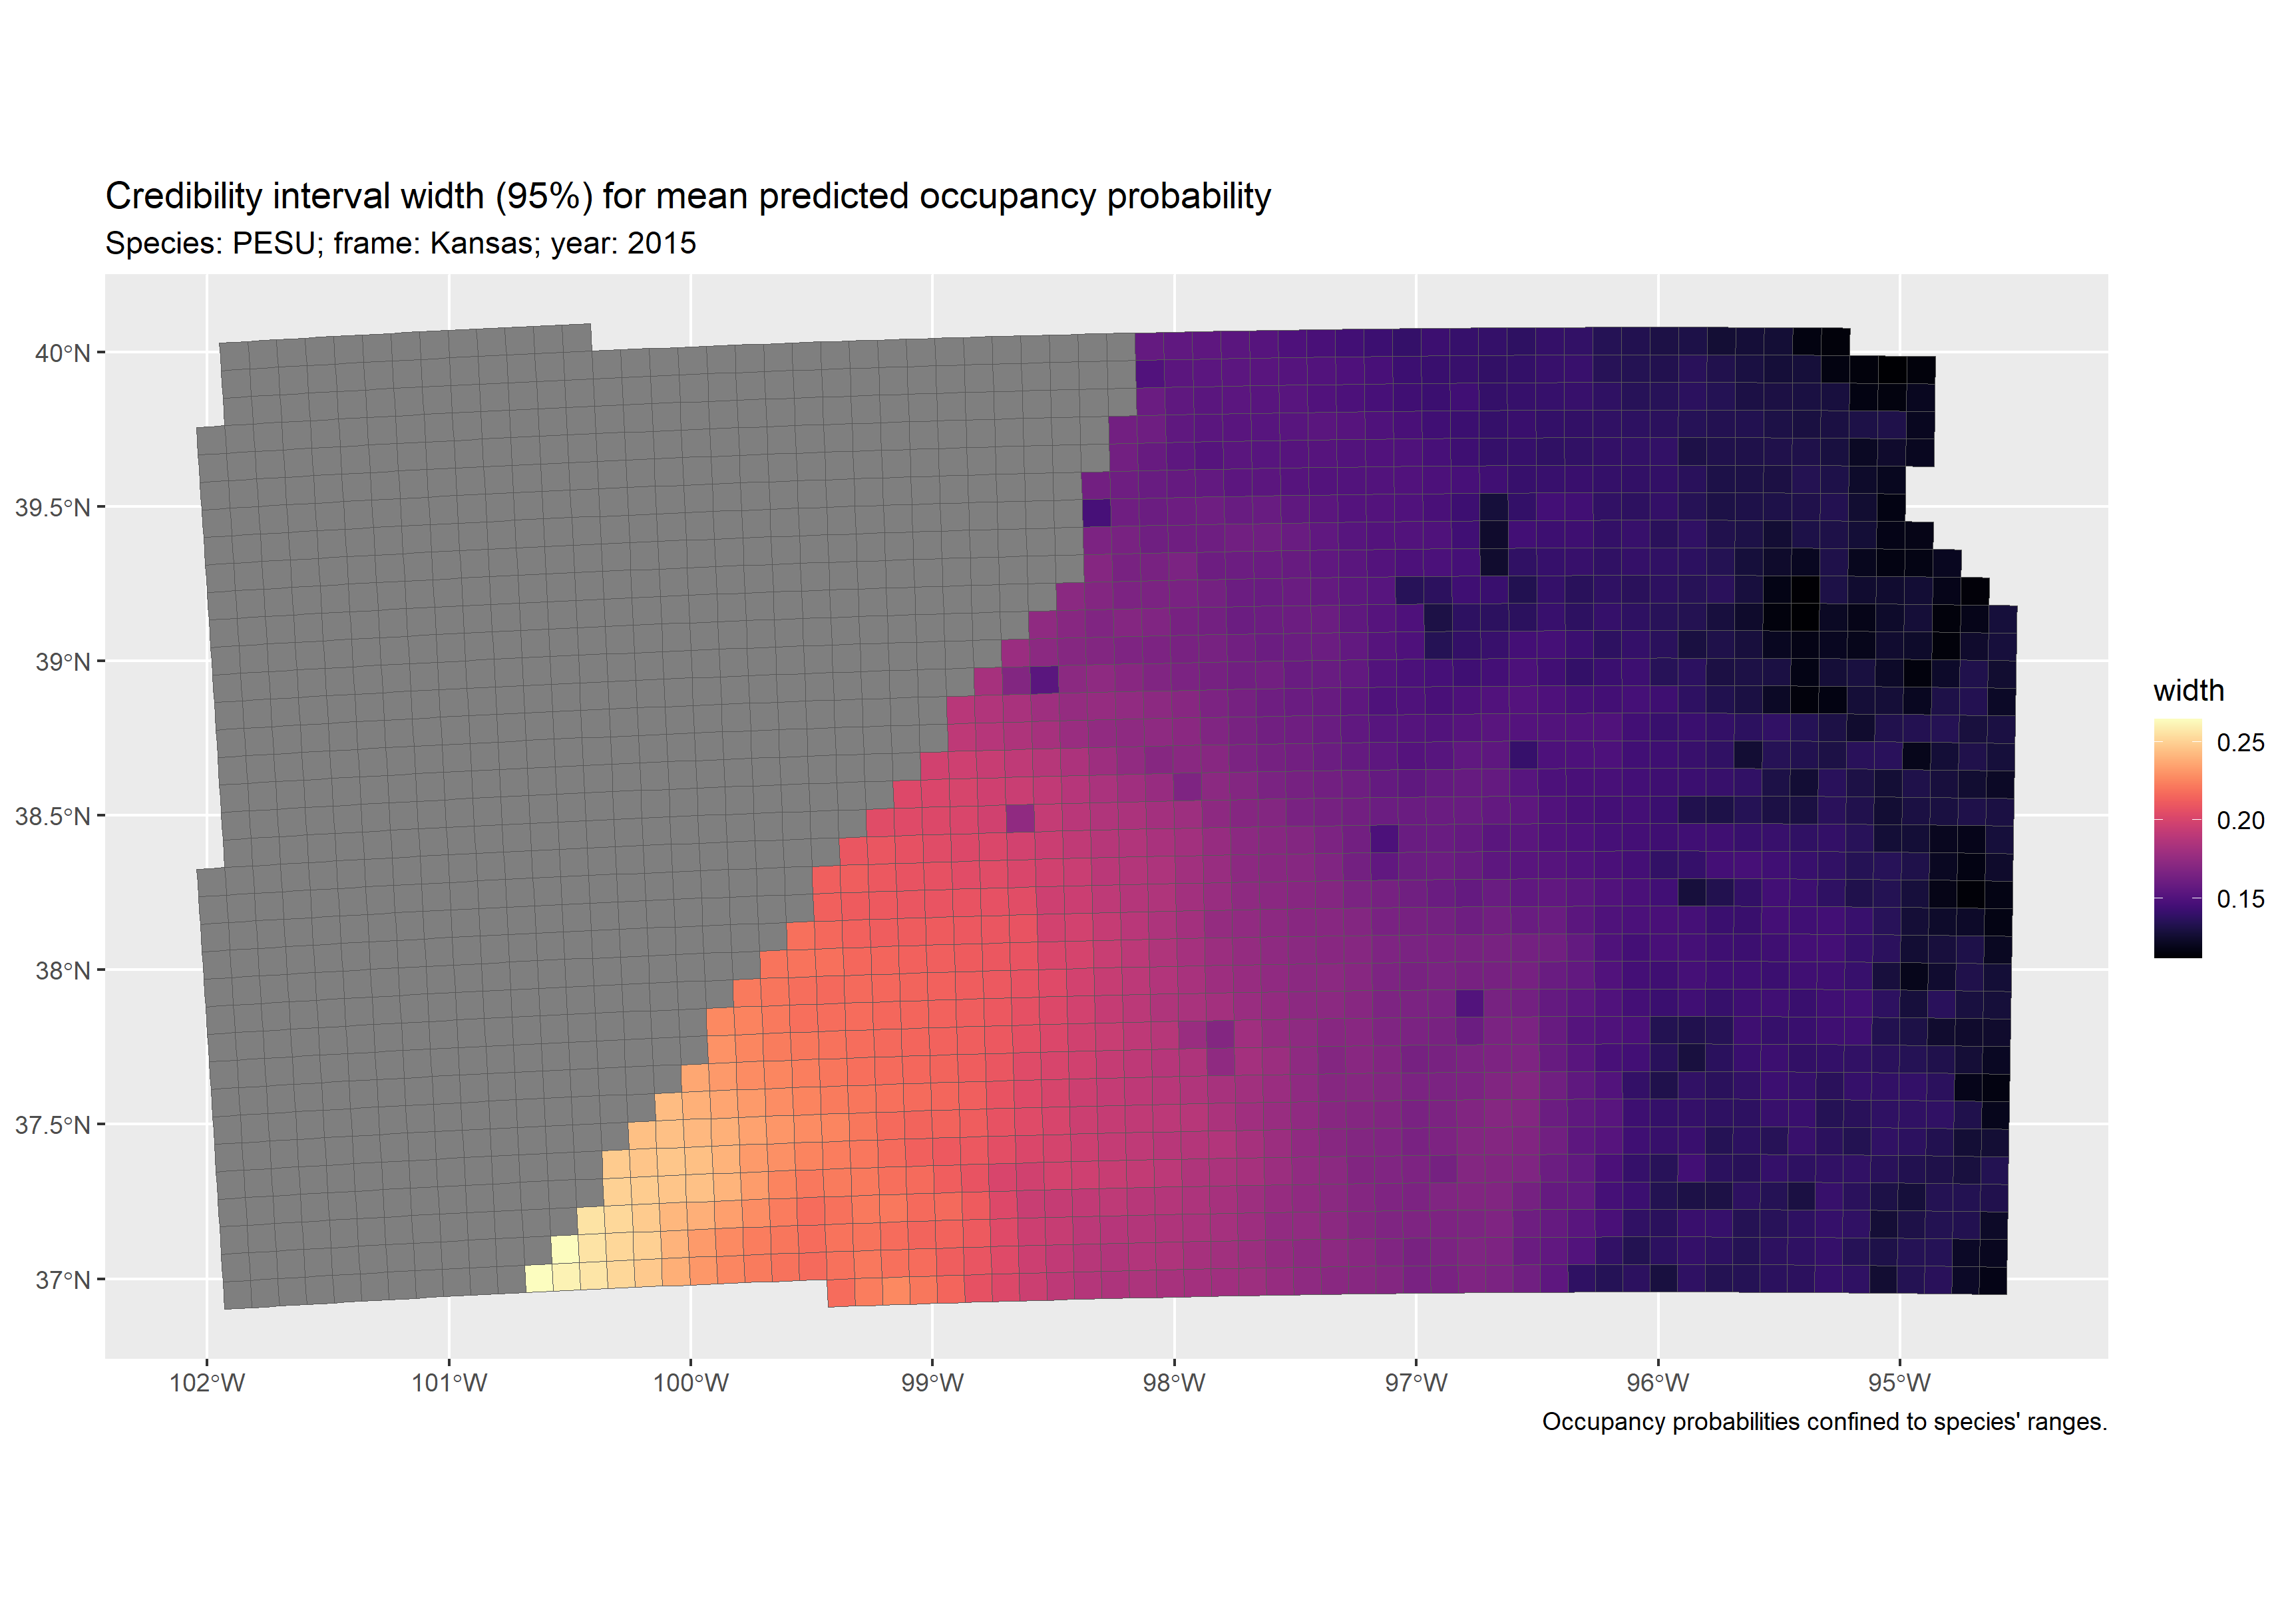 Credibility interval width (95%) for mean predicted occupancy probability
Species: PESU; frame: Kansas; year: 2015
40°N
39.5°N
39°N
38.5°N
38°N
37.5°N
37°N
102°W 101°W 100°W 99°W 98°W 97°W 96°W 95°W
width
0.25
0.20
0.15
Occupancy probabilities confined to species' ranges.